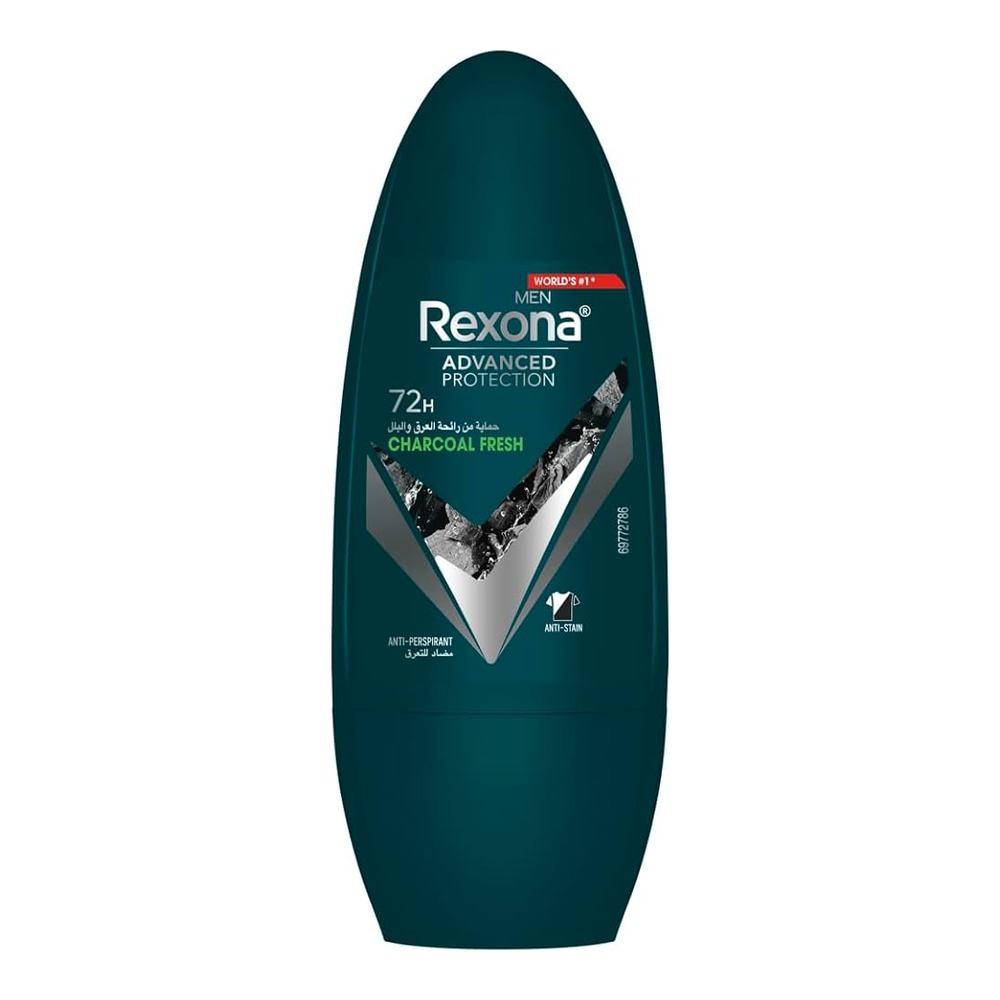 WORLD'S #1*
MEN
Rexona®
ADVANCED
PROTECTION
72H
حماية من رائحة العرق والبلل
CHARCOAL FRESH
69772786
ANTI-STAIN
ANTI-PERSPIRANT
مضاد للتعرق